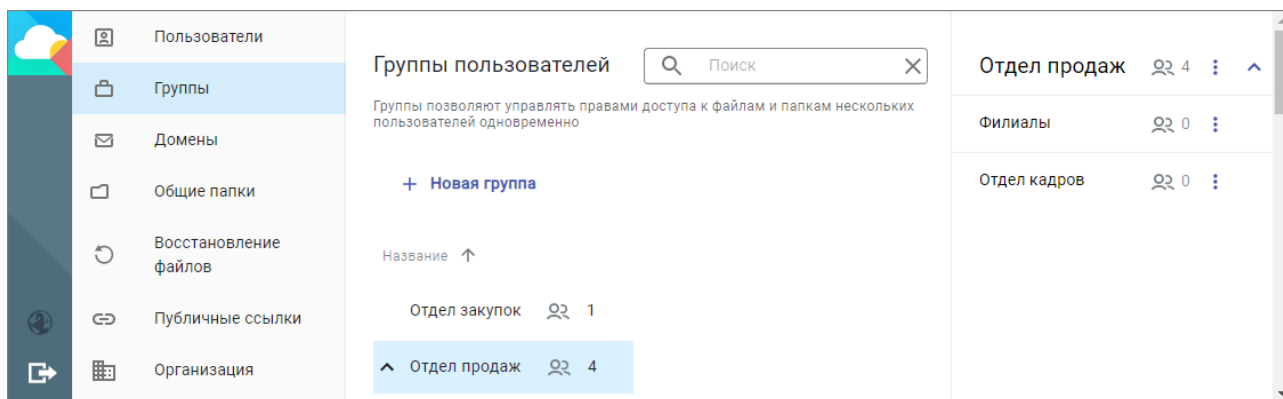 Пользователи
Группы
Домены
Общие папки
Восстановление
файлов
Публичные ссылки
Организация
Группы пользователей
Поиск
Группы позволяют управлять правами доступа к файлам и папкам нескольких
пользователей одновременно
+ Новая группа
Название ↑
Отдел закупок 1
Отдел продаж 4
Отдел продаж 4
Филиалы 0
Отдел кадров 0